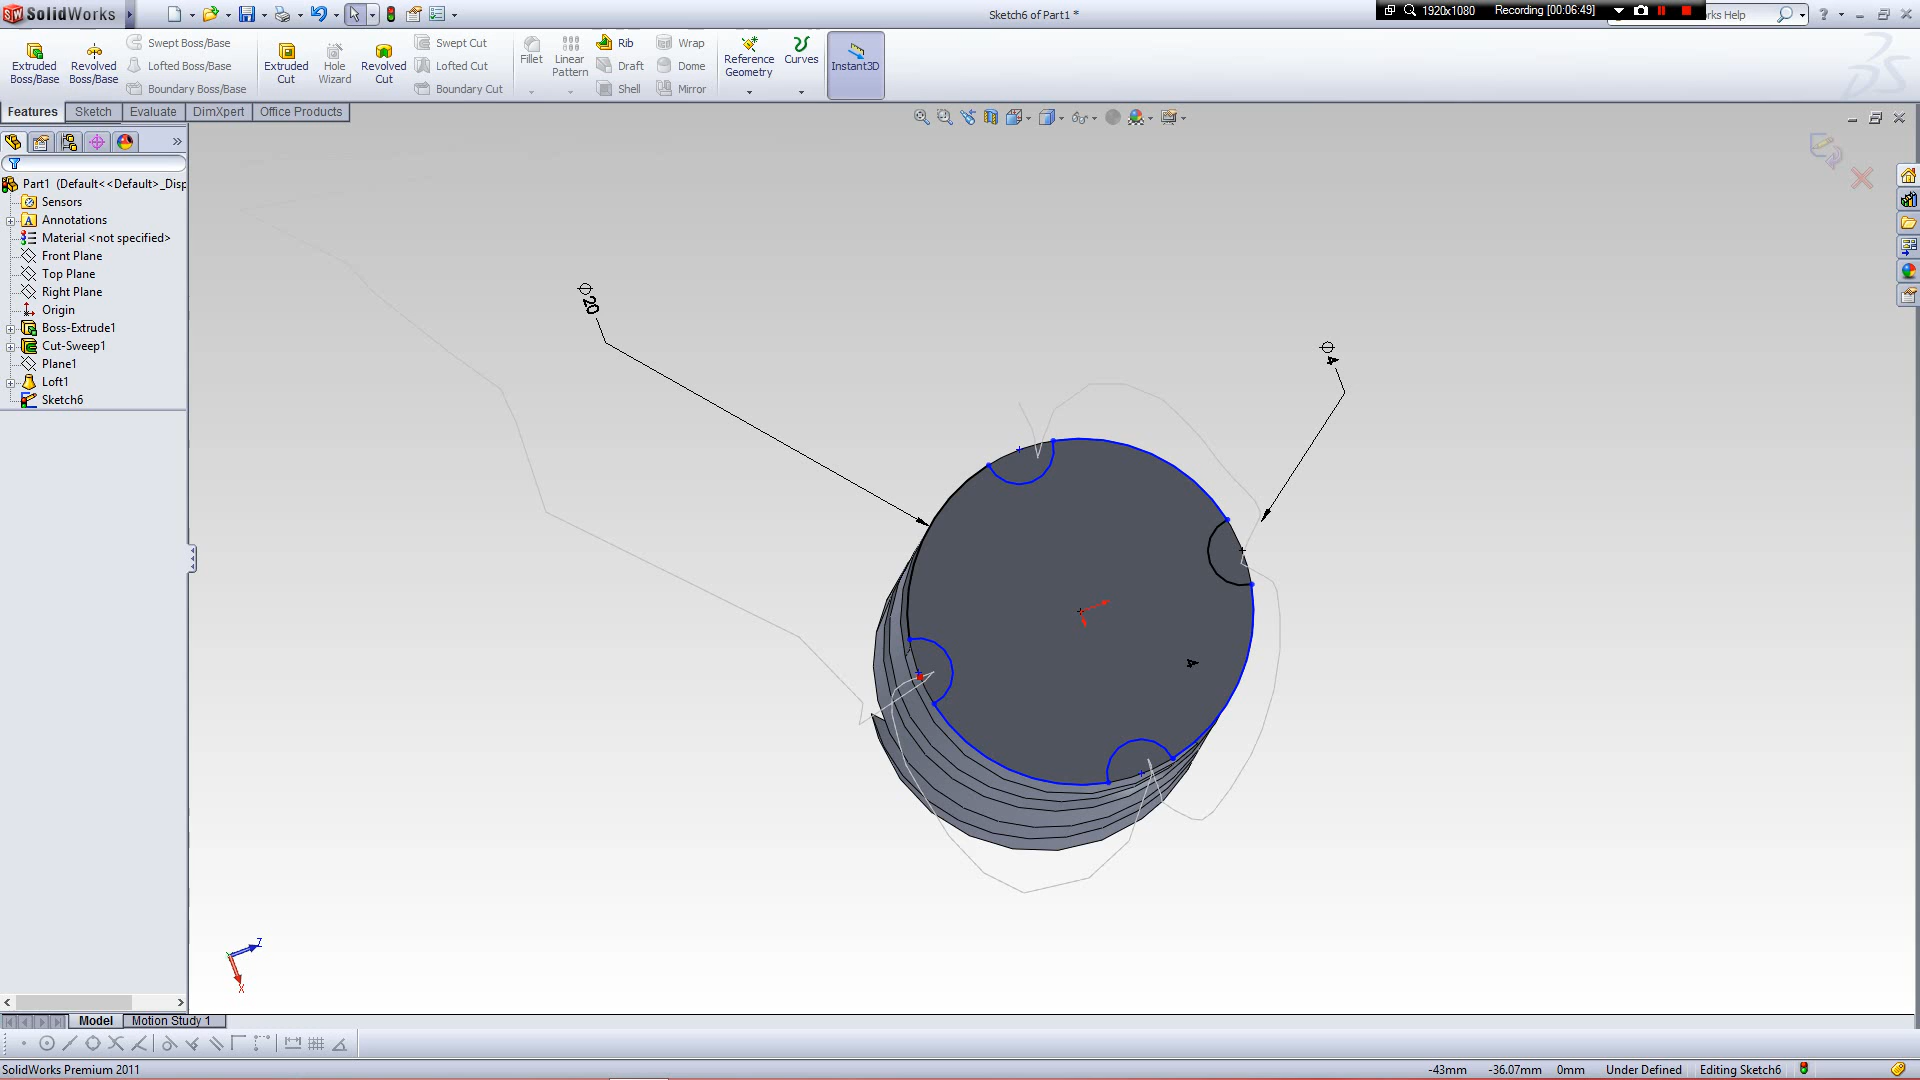 SolidWorks
Sketch6 of Part1 *
1920x1080
Recording [00:06:49]
rks Help
Extruded Boss/Base
Revolved Boss/Base
Swept Boss/Base
Lofted Boss/Base
Boundary Boss/Base
Extruded Cut
Hole Wizard
Revolved Cut
Swept Cut
Lofted Cut
Boundary Cut
Fillet
Linear Pattern
Rib
Draft
Shell
Wrap
Dome
Mirror
Reference Geometry
Curves
Instant3D
Features
Sketch
Evaluate
DimXpert
Office Products
Part1 (Default<<Default>_Disp
Sensors
Annotations
Material <not specified>
Front Plane
Top Plane
Right Plane
Origin
Boss-Extrude1
Cut-Sweep1
Plane1
Loft1
Sketch6
⌀20
⌀4
4
Z
X
Model
Motion Study 1
SolidWorks Premium 2011
-43mm
-36.07mm
0mm
Under Defined
Editing Sketch6